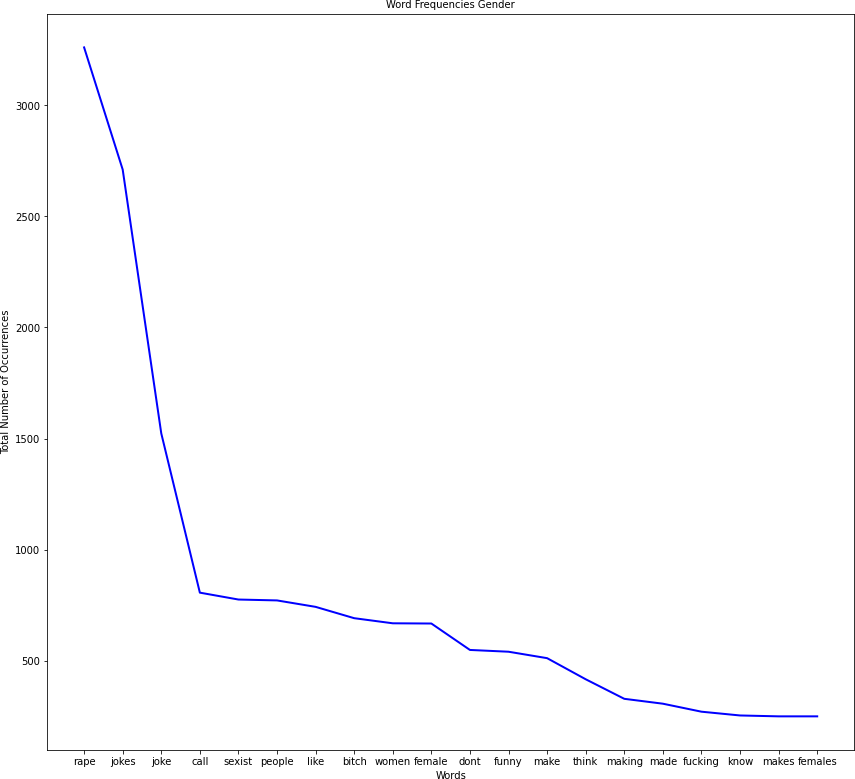 Word Frequencies Gender
Total Number of Occurrences
3000
2500
2000
1500
1000
500
rape jokes joke call sexist people like bitch women female dont funny make think making made fucking know makes females
Words